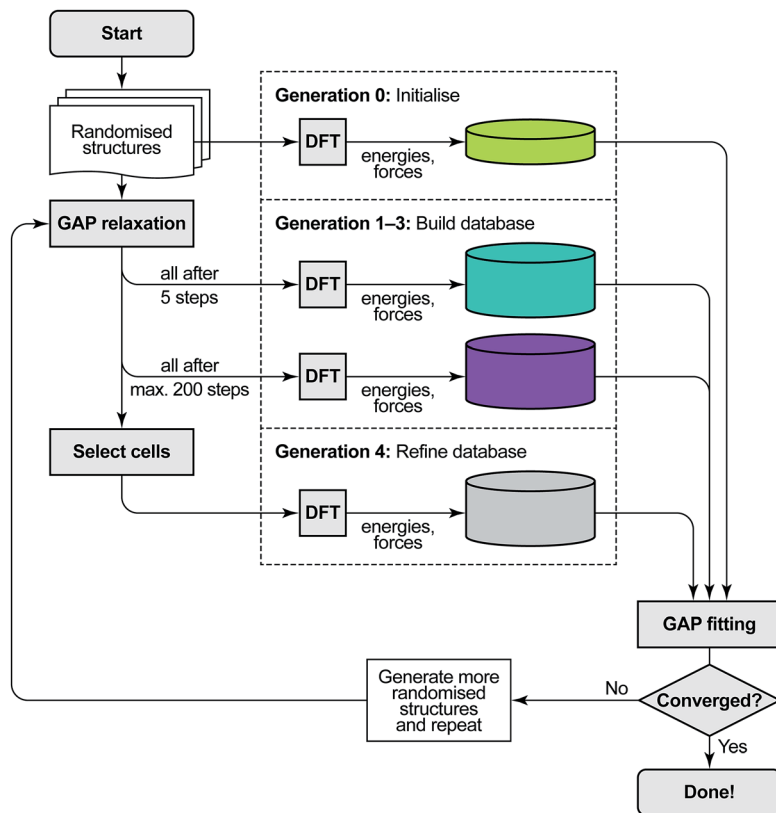 Start
Randomised
structures
Generation 0: Initialise
DFT
energies,
forces
GAP relaxation
Generation 1–3: Build database
all after
5 steps
DFT
energies,
forces
all after
max. 200 steps
DFT
energies,
forces
Select cells
Generation 4: Refine database
DFT
energies,
forces
GAP fitting
Generate more
randomised
structures
and repeat
No
Converged?
Yes
Done!